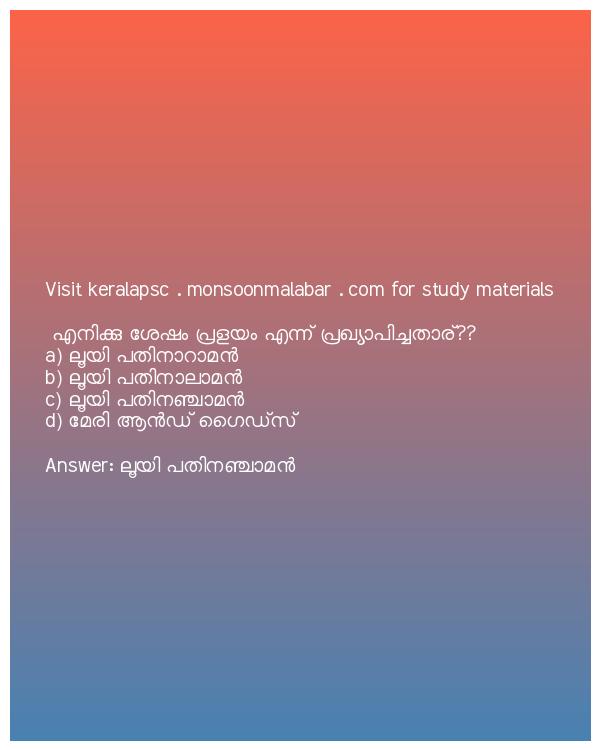 Visit keralapsc . monsoonmalabar . com for study materials
എനിക്കു ശേഷം പ്രളയം എന്ന് പ്രഖ്യാപിച്ചതാര്??
a) ലൂയി പതിനാറാമൻ
b) ലൂയി പതിനാലാമൻ
c) ലൂയി പതിനഞ്ചാമൻ
d) മേരി ആൻഡ് ഗൈഡ്സ്
Answer: ലൂയി പതിനഞ്ചാമൻ